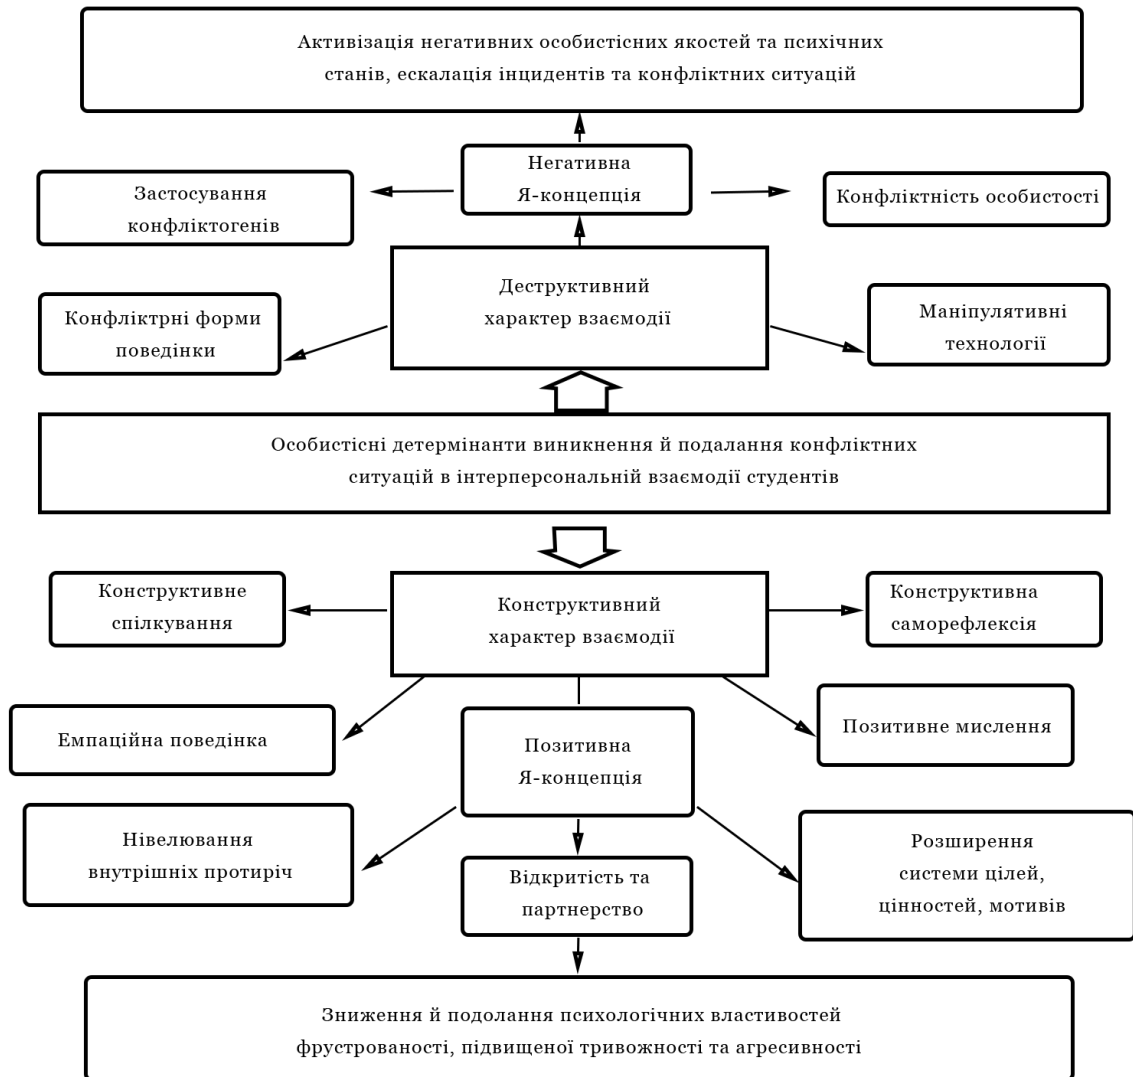 Активізація негативних особистісних якостей та психічних
станів, ескалація інцидентів та конфліктних ситуацій
Негативна
Я-концепція
Застосування
конфліктогенів
Конфліктність особистості
Деструктивний
характер взаємодії
Конфліктрні форми
поведінки
Маніпулятивні
технології
Особистісні детермінанти виникнення й подалання конфліктних
ситуацій в інтерперсональній взаємодії студентів
Конструктивне
спілкування
Конструктивний
характер взаємодії
Конструктивна
саморефлексія
Емпаційна поведінка
Позитивна
Я-концепція
Позитивне мислення
Нівелювання
внутрішніх протиріч
Відкритість та
партнерство
Розширення
системи цілей,
цінностей, мотивів
Зниження й подолання психологічних властивостей
фрустрованості, підвищеної тривожності та агресивності